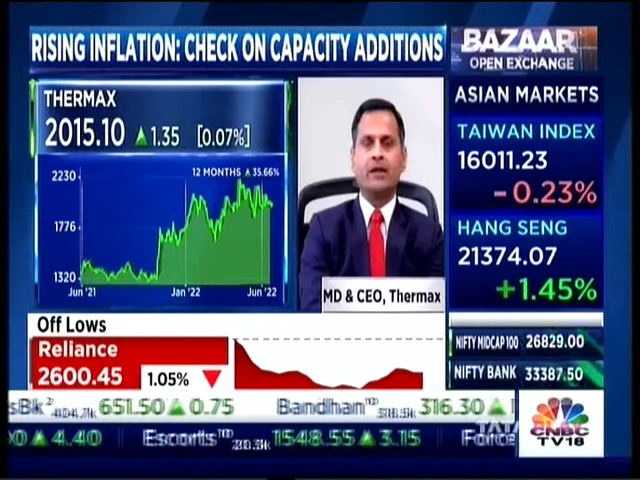 RISING INFLATION: CHECK ON CAPACITY ADDITIONS
BAZAAR
OPEN EXCHANGE
THERMAX
2015.10 ▲ 1.35 [0.07%]
12 MONTHS ▲ 35.66%
2230
1776
1320
Jun '21
Jan '22
Jun '22
MD & CEO, Thermax
ASIAN MARKETS
TAIWAN INDEX
16011.23
-0.23%
HANG SENG
21374.07
+1.45%
NIFTY MIDCAP 100 26829.00
NIFTY BANK 33387.50
Off Lows
Reliance
2600.45 1.05% ▼
sBk 651.50 ▲ 0.75 Bandhan 316.30 ▲
0 ▲ 4.40 Escorts 1548.55 ▲ 3.15 Force
CNBC
TV18